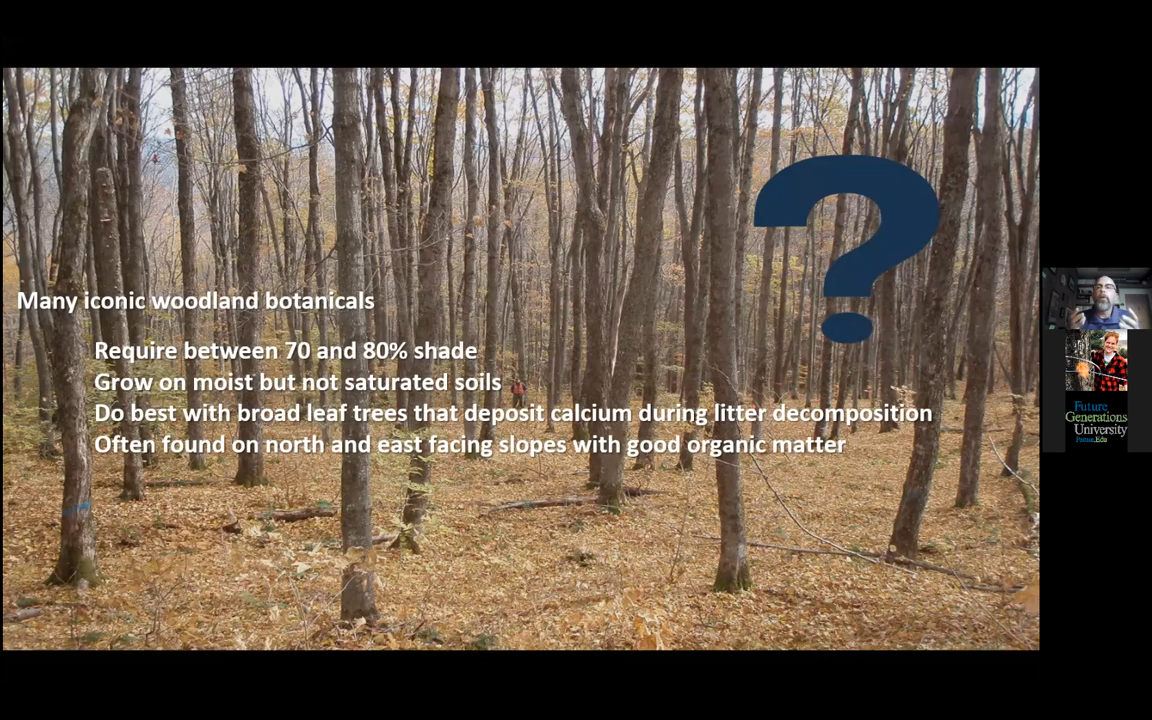 ?
Many iconic woodland botanicals
Require between 70 and 80% shade
Grow on moist but not saturated soils
Do best with broad leaf trees that deposit calcium during litter decomposition
Often found on north and east facing slopes with good organic matter
Future
Generations
University
Future.Edu